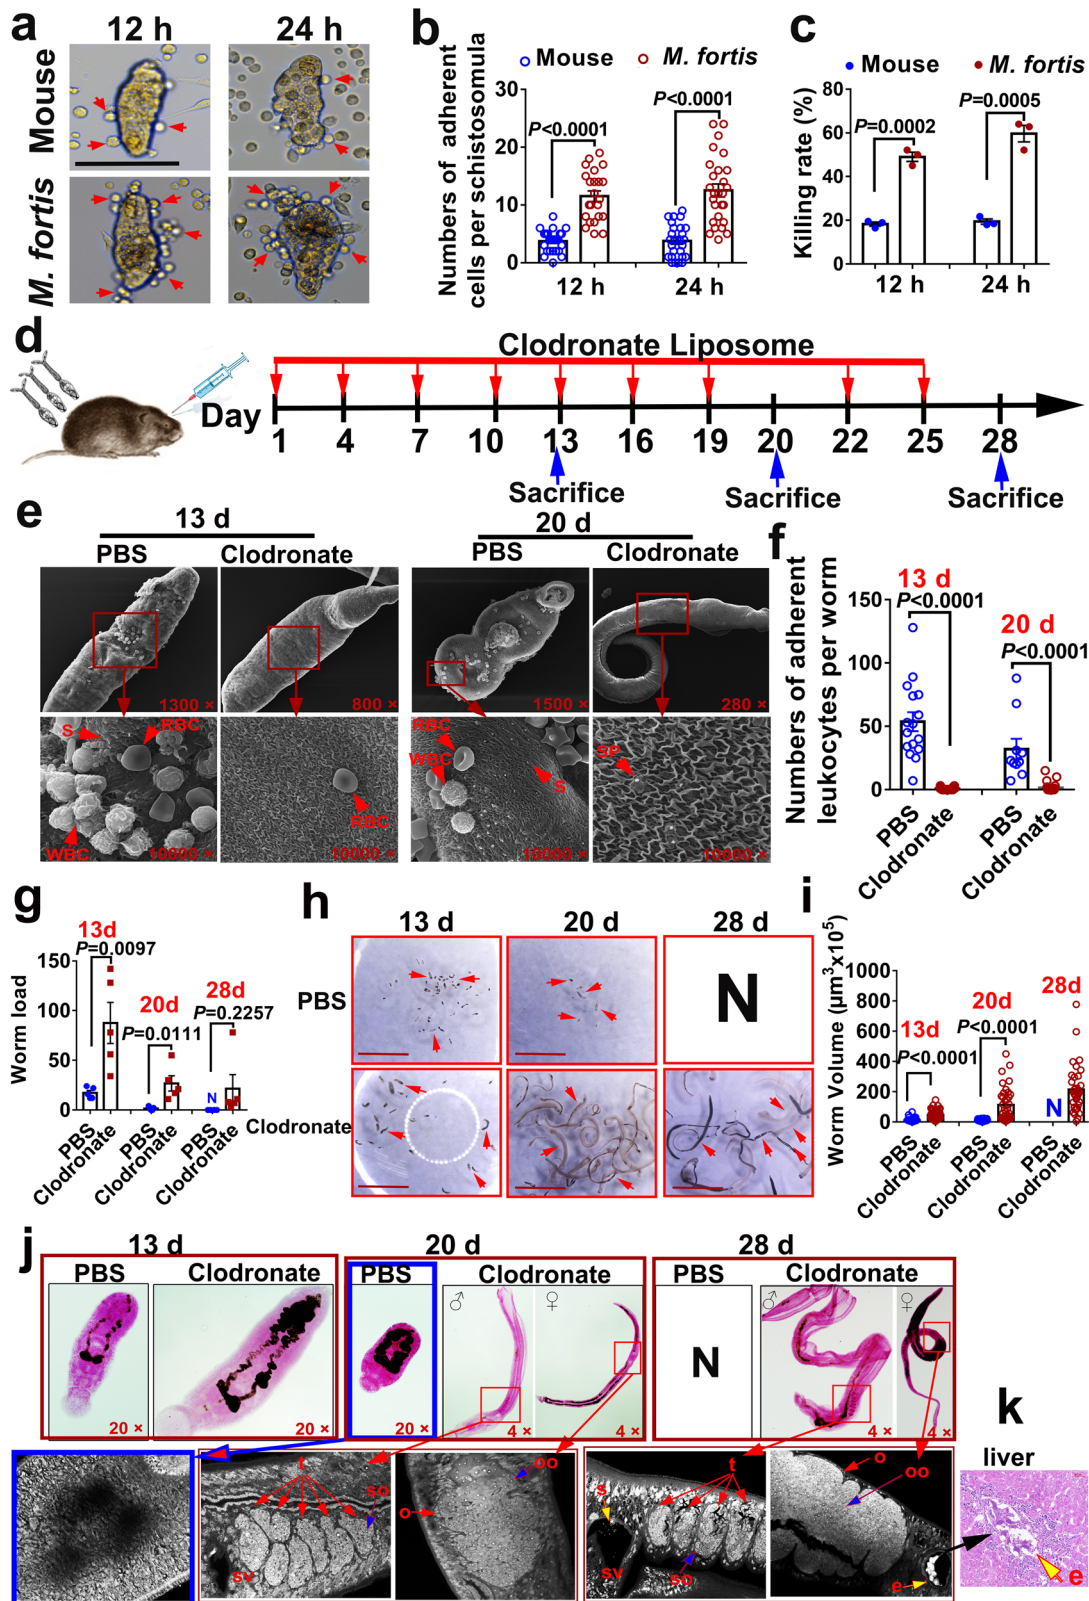 a
12 h
24 h
Mouse
M. fortis
b
Mouse
M. fortis
Numbers of adherent
cells per schistosomula
30
20
10
0
P<0.0001
P<0.0001
12 h
24 h
c
Mouse
M. fortis
Killing rate (%)
80
60
40
20
0
P=0.0002
P=0.0005
12 h
24 h
d
Clodronate Liposome
Day
1 4 7 10 13 16 19 20 22 25 28
Sacrifice
Sacrifice
Sacrifice
e
13 d
20 d
PBS
Clodronate
PBS
Clodronate
1300 ×
800 ×
1500 ×
280 ×
S
RBC
WBC
10000 ×
RBC
10000 ×
RBC
WBC
S
10000 ×
SP
10000 ×
f
Numbers of adherent
leukocytes per worm
150
100
50
0
13 d
P<0.0001
20 d
P<0.0001
PBS
Clodronate
PBS
Clodronate
g
Worm load
150
100
50
0
13d
P=0.0097
20d
P=0.0111
28d
P=0.2257
N
PBS
Clodronate
PBS
Clodronate
PBS
Clodronate
h
13 d
20 d
28 d
PBS
N
Clodronate
i
Worm Volume (μm³x10⁵)
1000
800
600
400
200
0
13d
P<0.0001
20d
P<0.0001
28d
N
PBS
Clodronate
PBS
Clodronate
PBS
Clodronate
j
13 d
20 d
28 d
PBS
Clodronate
PBS
Clodronate
PBS
Clodronate
♂
♀
N
♂
♀
20 ×
20 ×
20 ×
4 ×
4 ×
4 ×
4 ×
t
so
sv
oo
o
s
t
sv
so
o
oo
e
k
liver
e